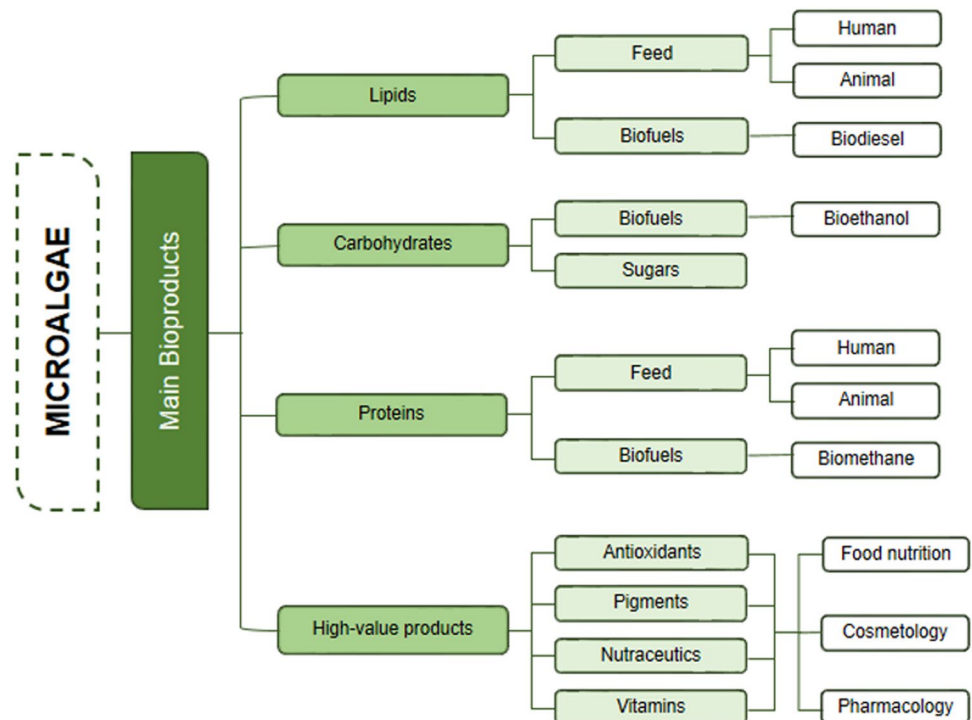 MICROALGAE
Main Bioproducts
Lipids
Feed
Human
Animal
Biofuels
Biodiesel
Carbohydrates
Biofuels
Bioethanol
Sugars
Proteins
Feed
Human
Animal
Biofuels
Biomethane
High-value products
Antioxidants
Pigments
Nutraceutics
Vitamins
Food nutrition
Cosmetology
Pharmacology